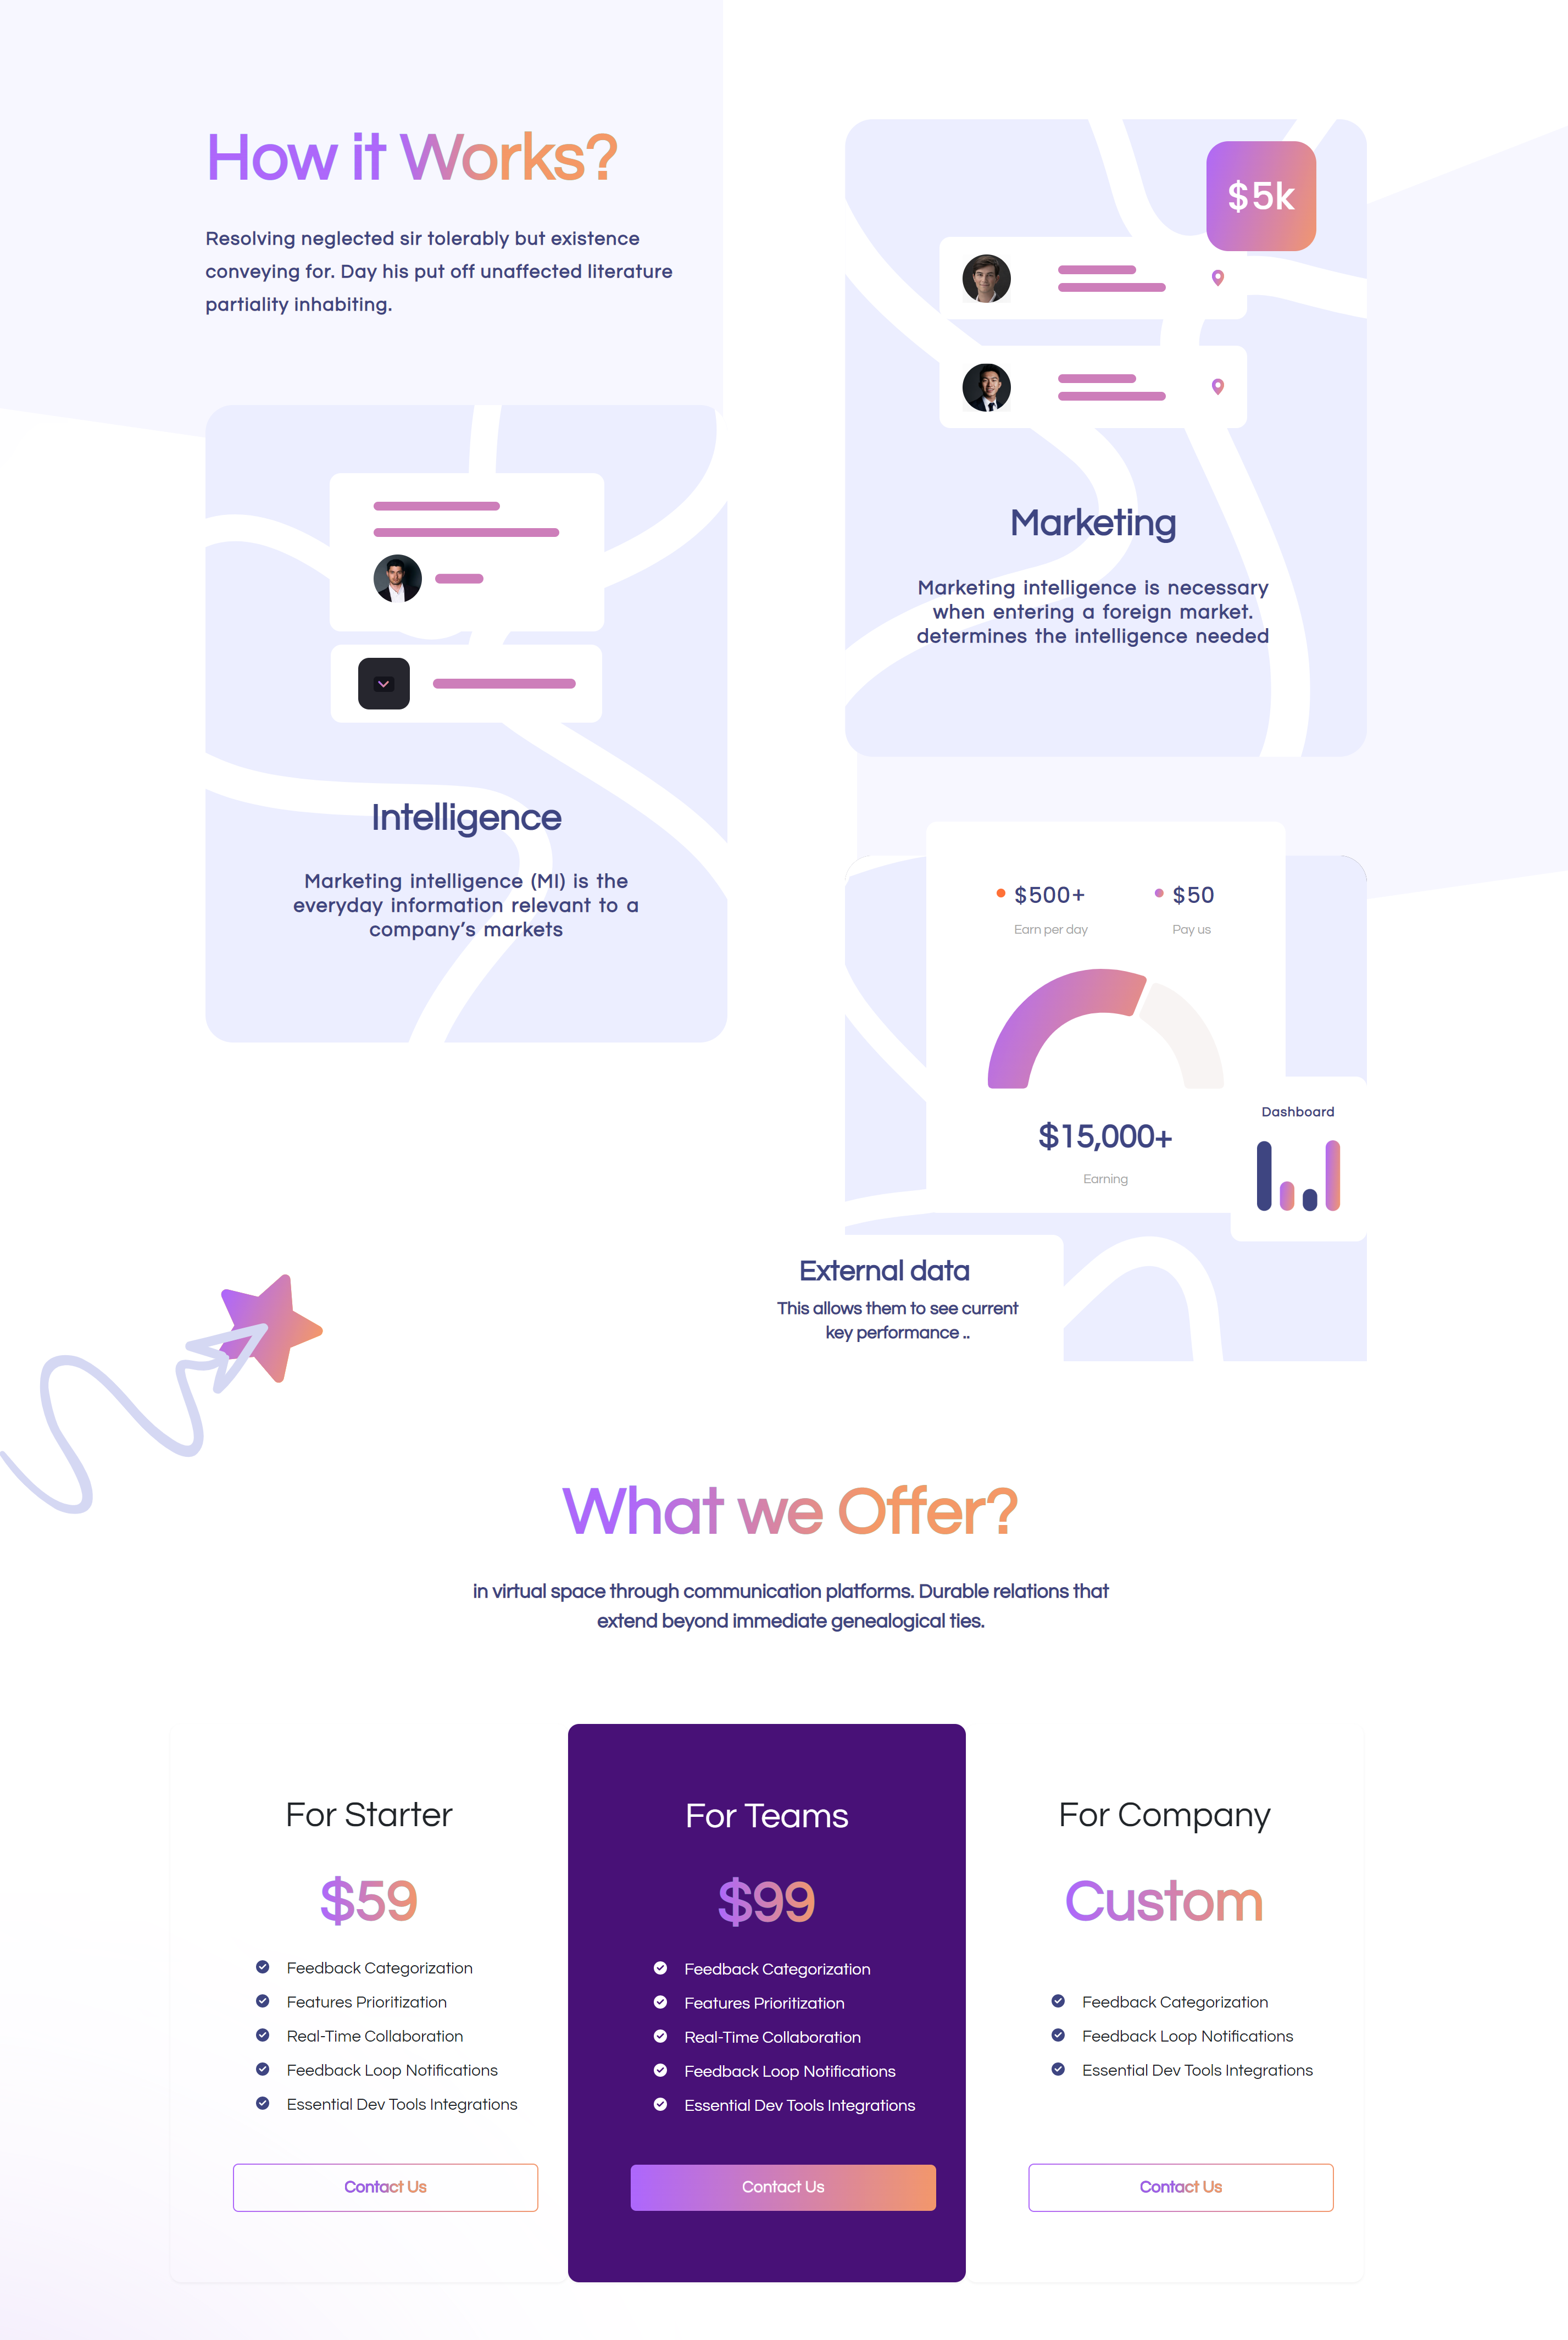 How it Works?
Resolving neglected sir tolerably but existence
conveying for. Day his put off unaffected literature
partiality inhabiting.
$5k
Marketing
Marketing intelligence is necessary
when entering a foreign market.
determines the intelligence needed
Intelligence
Marketing intelligence (MI) is the
everyday information relevant to a
company’s markets
$500+
Earn per day
$50
Pay us
$15,000+
Earning
Dashboard
External data
This allows them to see current
key performance ..
What we Offer?
in virtual space through communication platforms. Durable relations that
extend beyond immediate genealogical ties.
For Starter
$59
Feedback Categorization
Features Prioritization
Real-Time Collaboration
Feedback Loop Notifications
Essential Dev Tools Integrations
Contact Us
For Teams
$99
Feedback Categorization
Features Prioritization
Real-Time Collaboration
Feedback Loop Notifications
Essential Dev Tools Integrations
Contact Us
For Company
Custom
Feedback Categorization
Feedback Loop Notifications
Essential Dev Tools Integrations
Contact Us